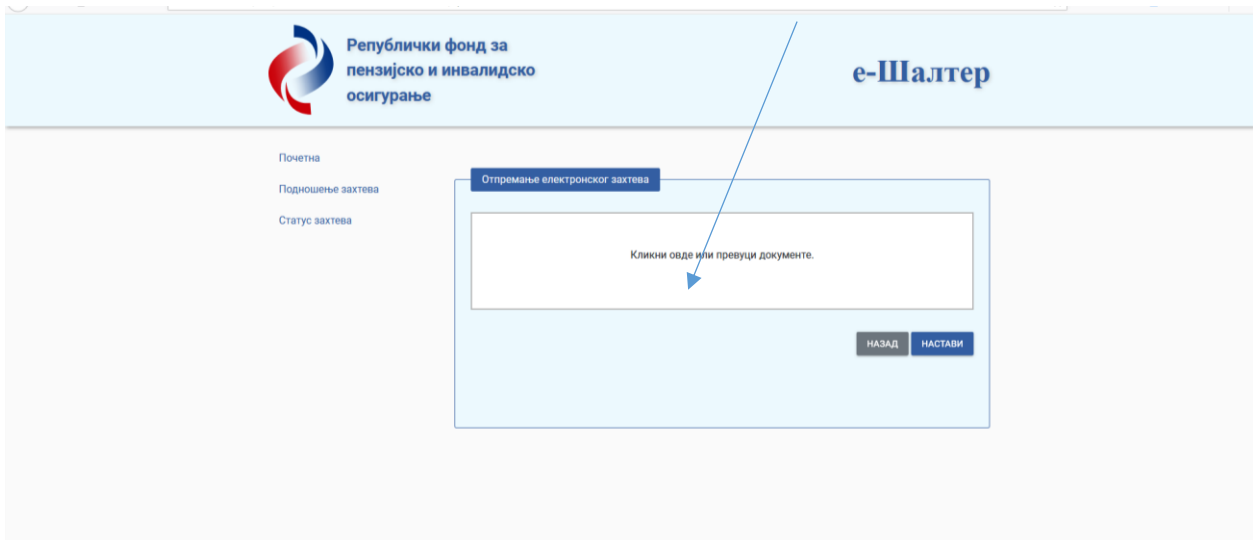 Републички фонд за
пензијско и инвалидско
осигурање
е-Шалтер
Почетна
Подношење захтева
Статус захтева
Отпремање електронског захтева
Кликни овде или превуци документе.
НАЗАД
НАСТАВИ